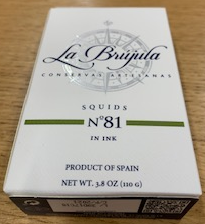 La Brújula
CONSERVAS ARTESANAS
SQUIDS
Nº81
IN INK
PRODUCT OF SPAIN
NET WT. 3.8 OZ (110 G)